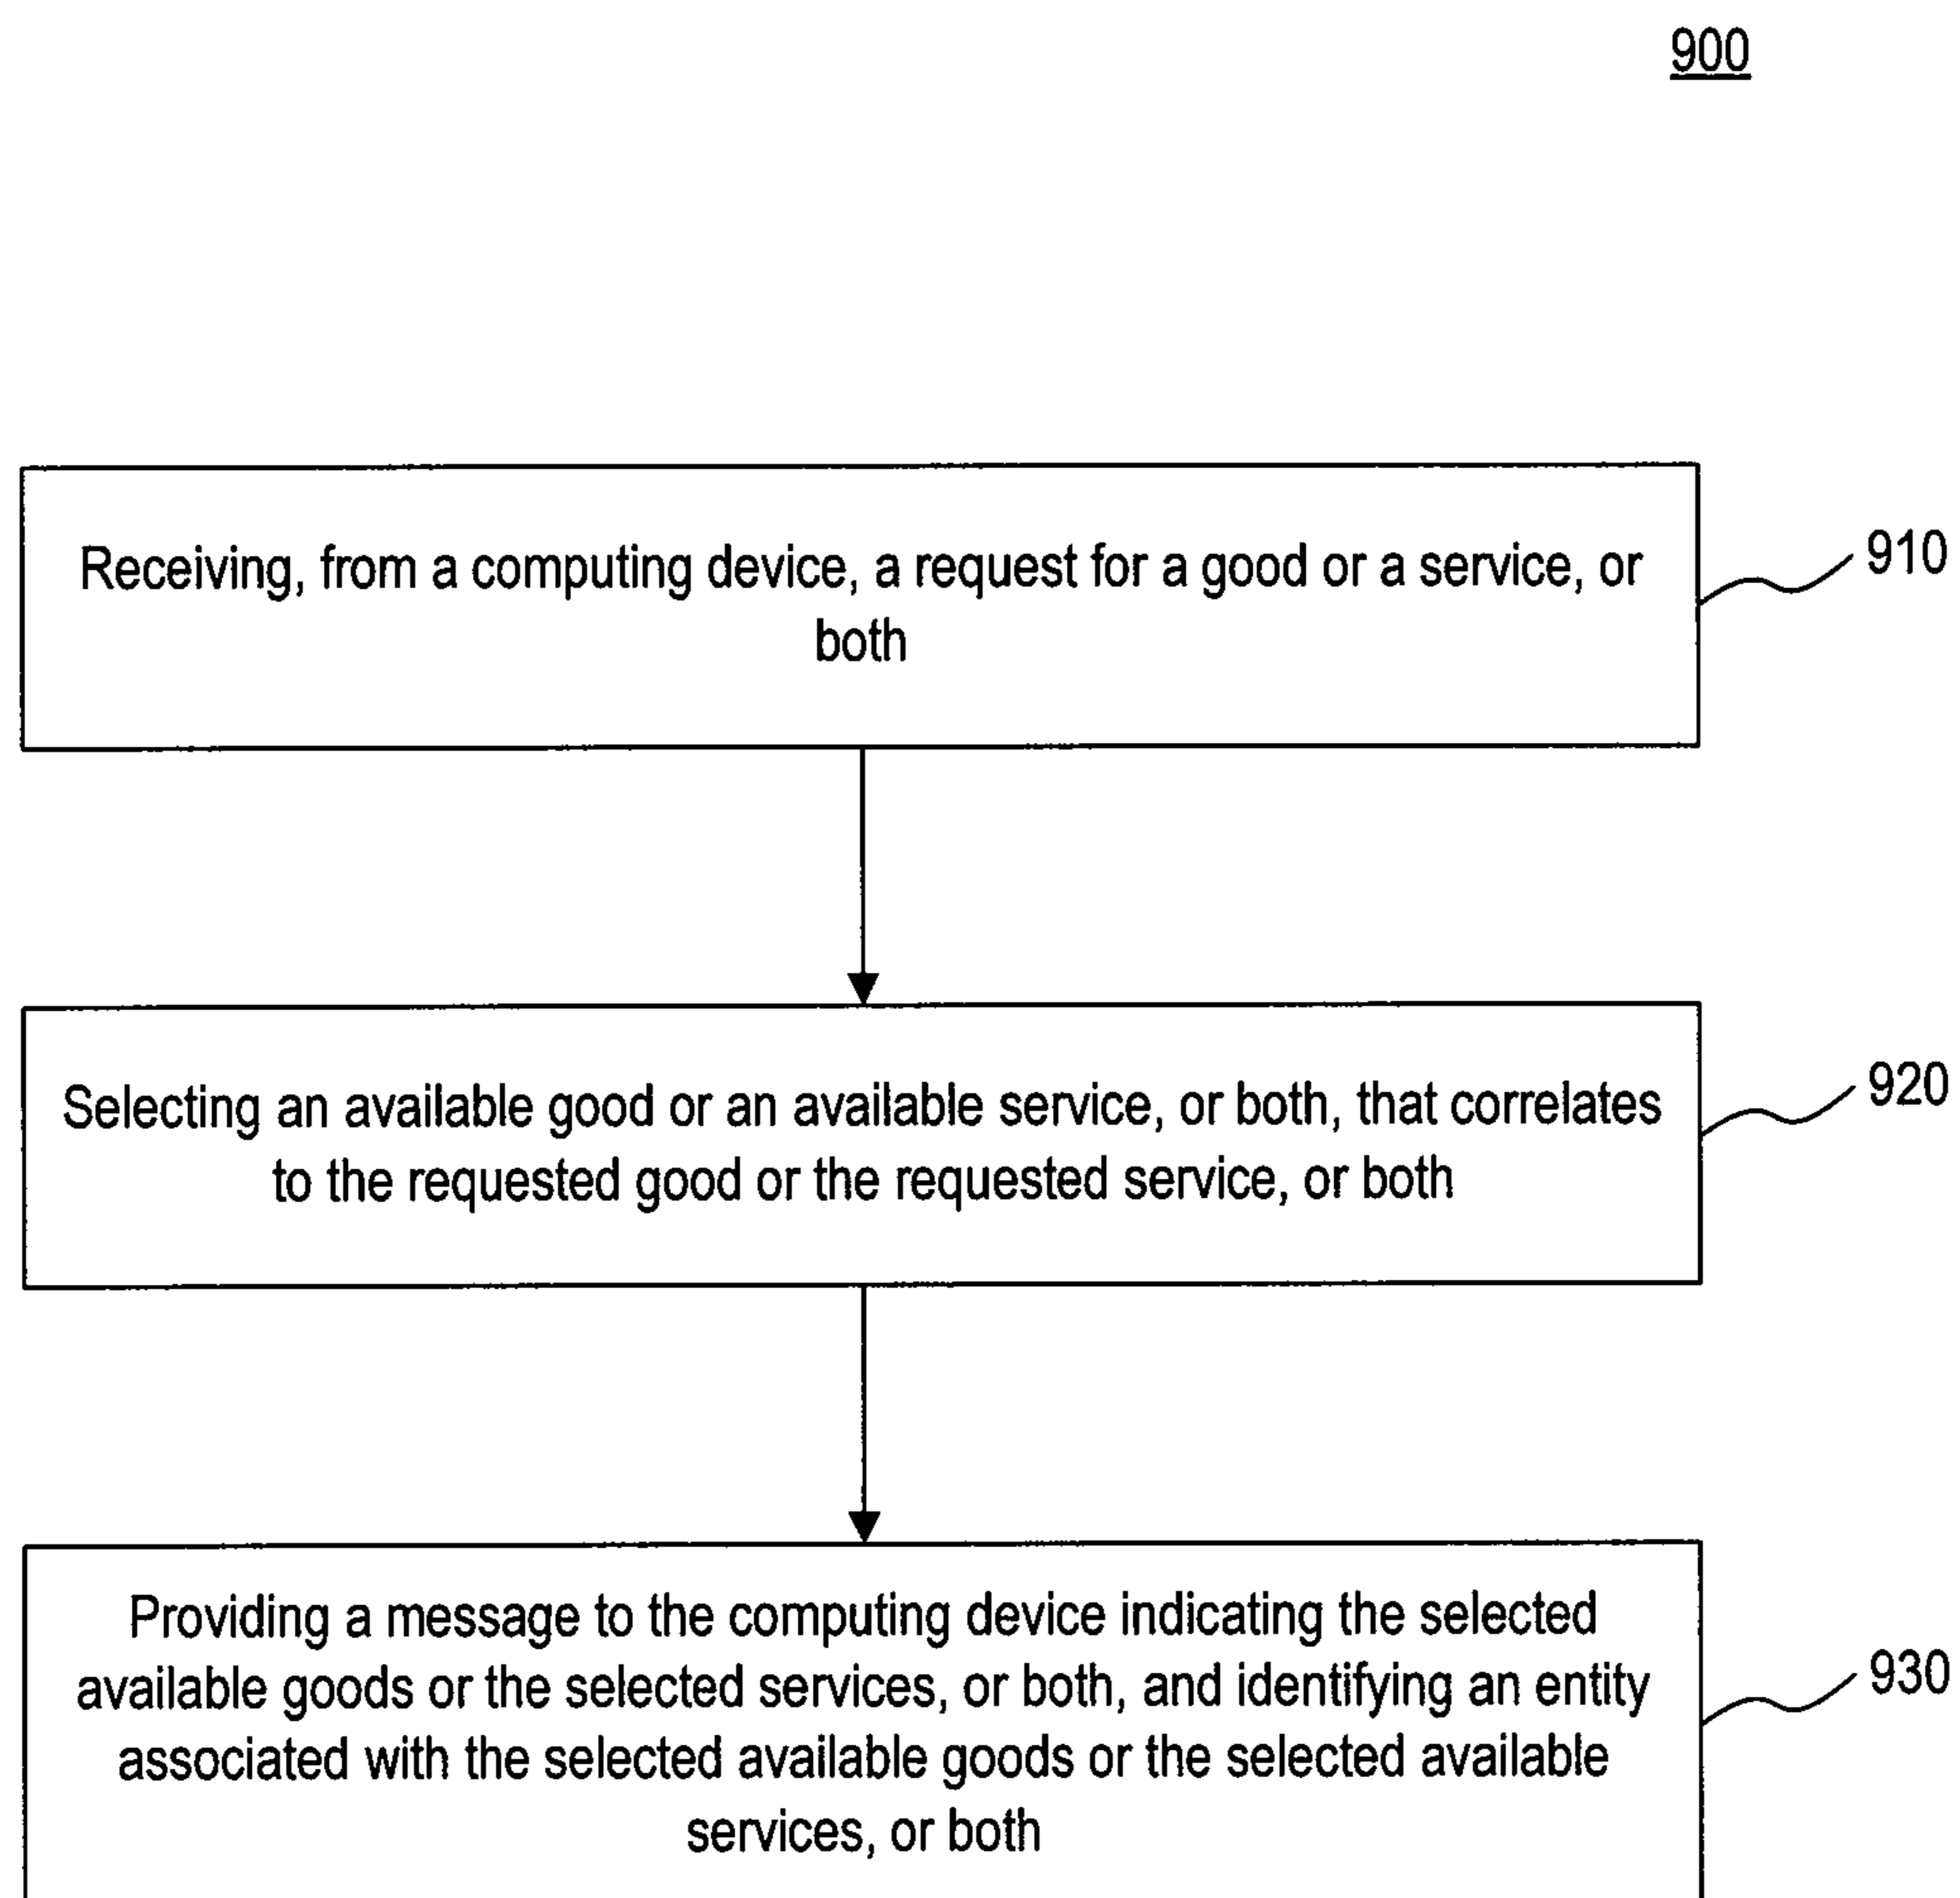 900
Receiving, from a computing device, a request for a good or a service, or
both
910
Selecting an available good or an available service, or both, that correlates
to the requested good or the requested service, or both
920
Providing a message to the computing device indicating the selected
available goods or the selected services, or both, and identifying an entity
associated with the selected available goods or the selected available
services, or both
930